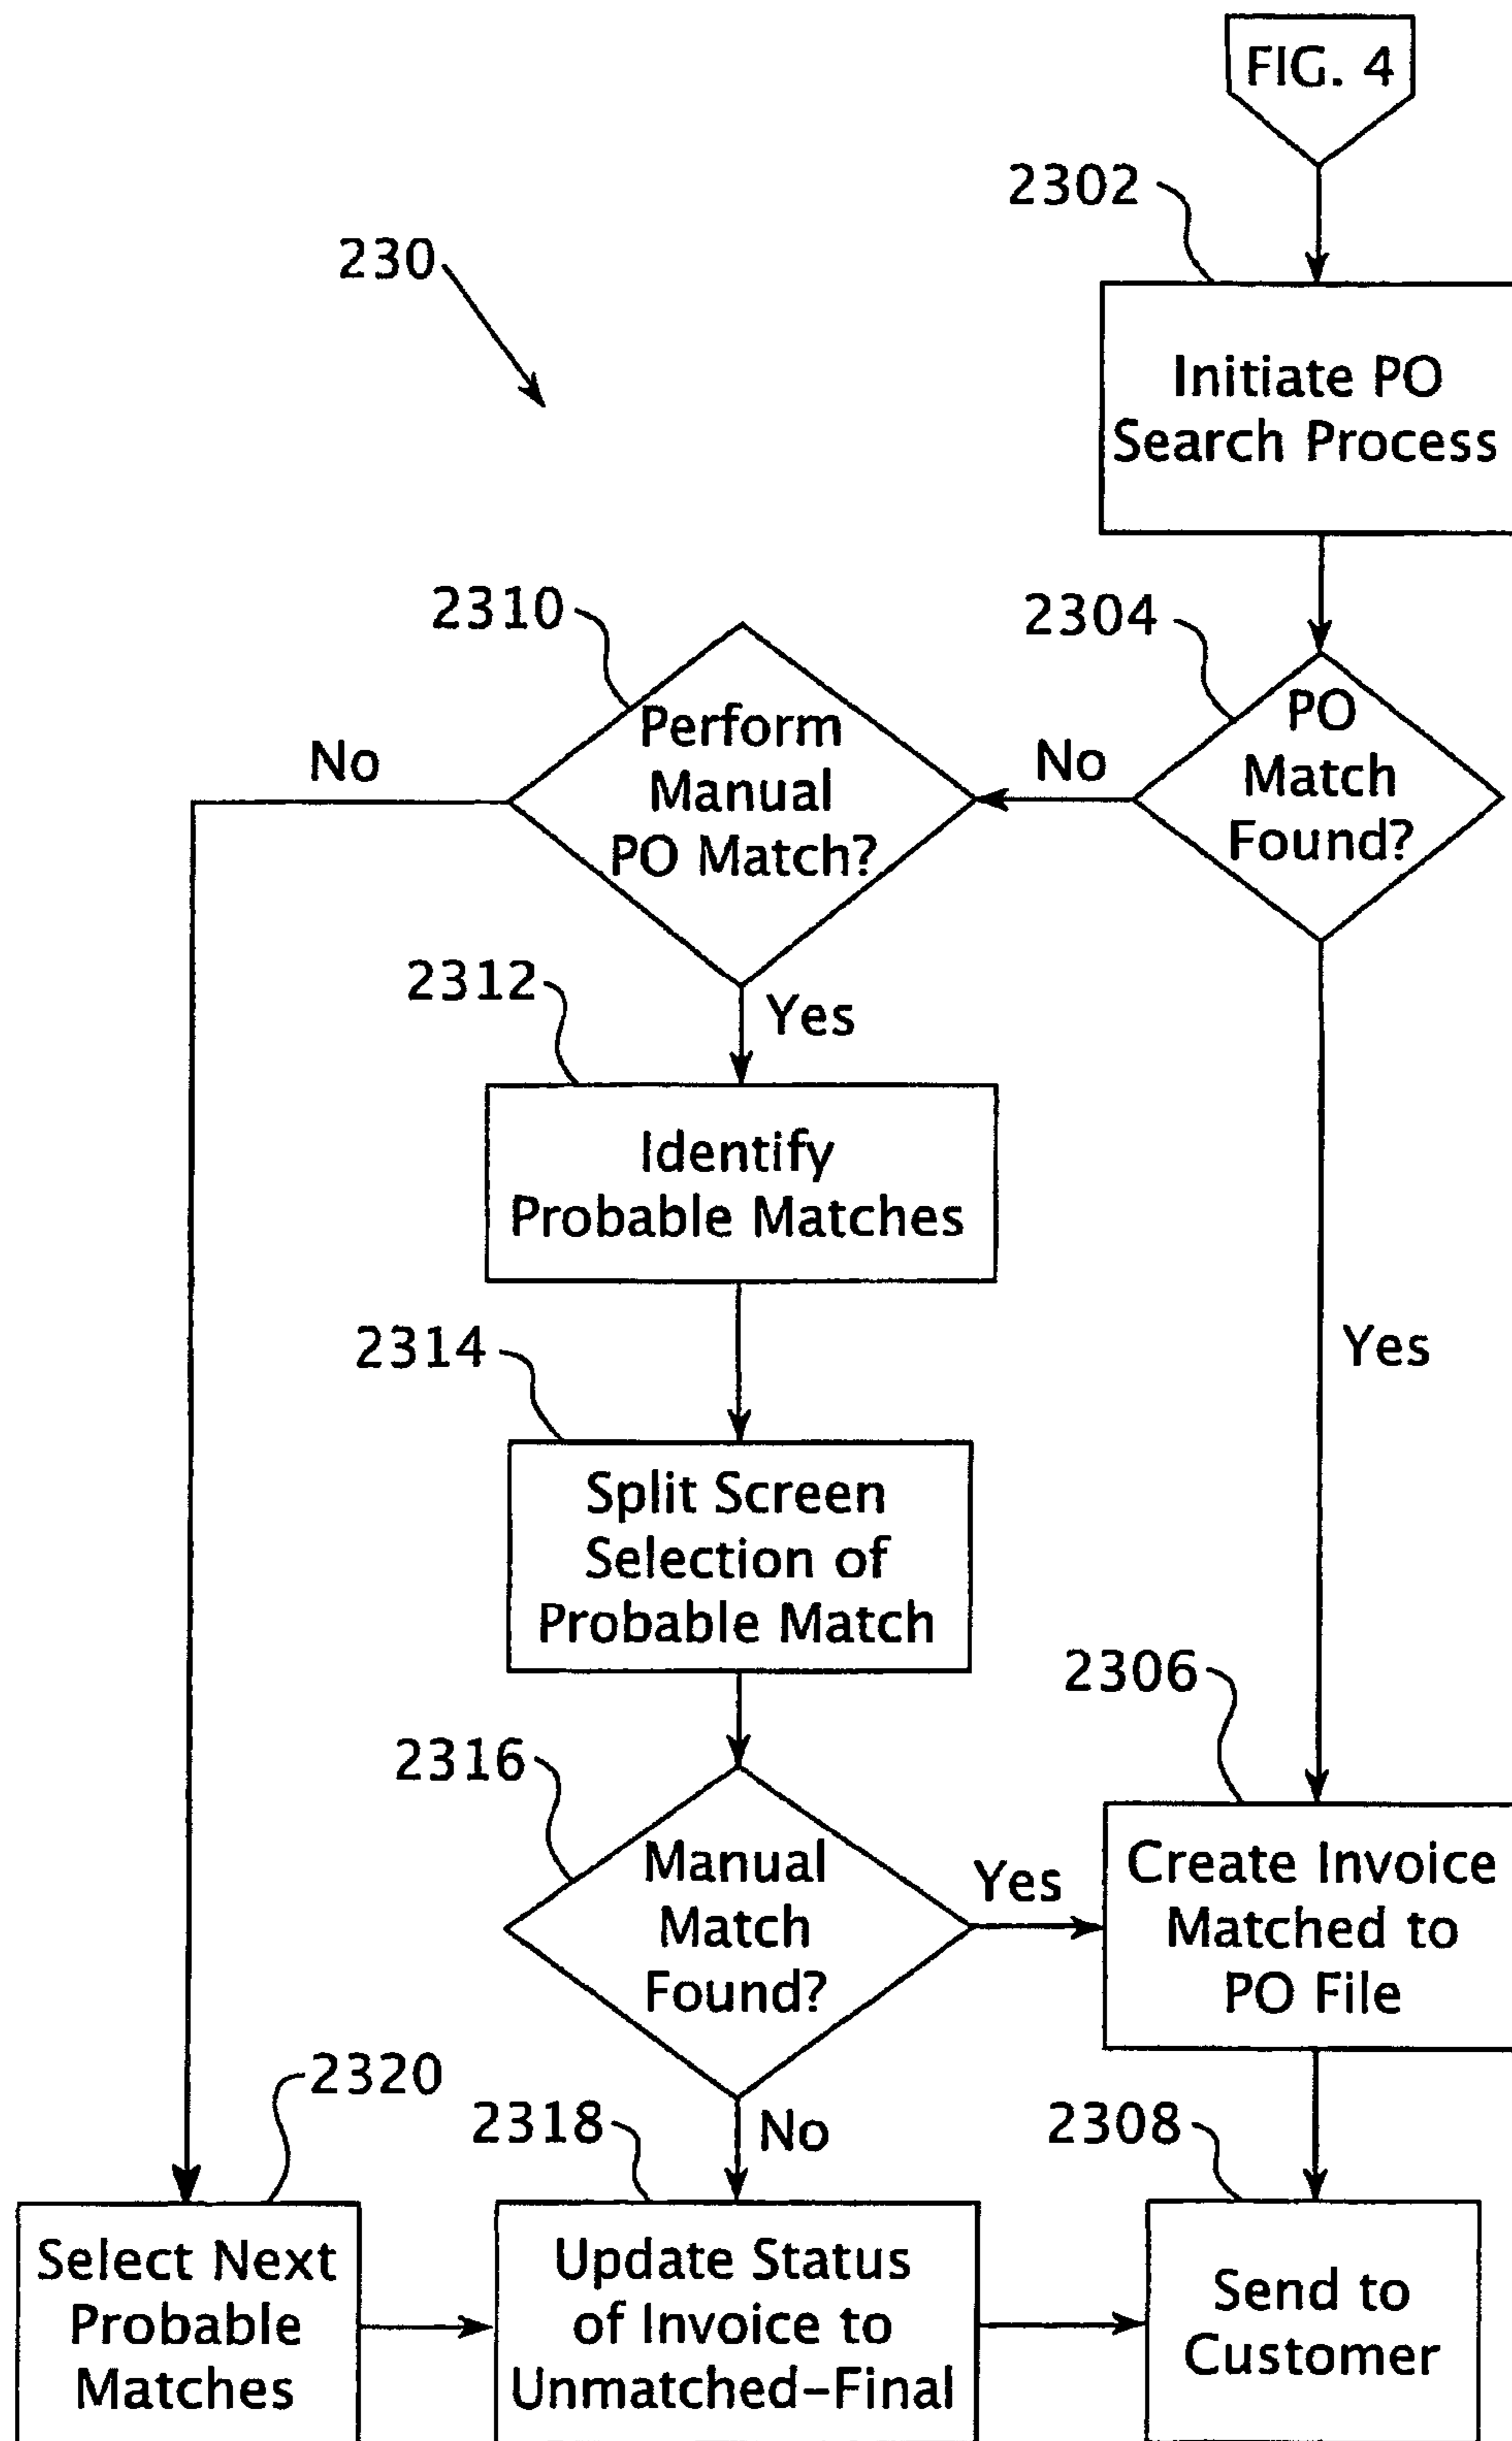 FIG. 4
2302
230
Initiate PO
Search Process
2310
2304
Perform
Manual
PO Match?
PO
Match
Found?
No
No
2312
Yes
Identify
Probable Matches
2314
Yes
Split Screen
Selection of
Probable Match
2306
2316
Manual
Match
Found?
Yes
Create Invoice
Matched to
PO File
2320
2318
No
2308
Select Next
Probable
Matches
Update Status
of Invoice to
Unmatched-Final
Send to
Customer